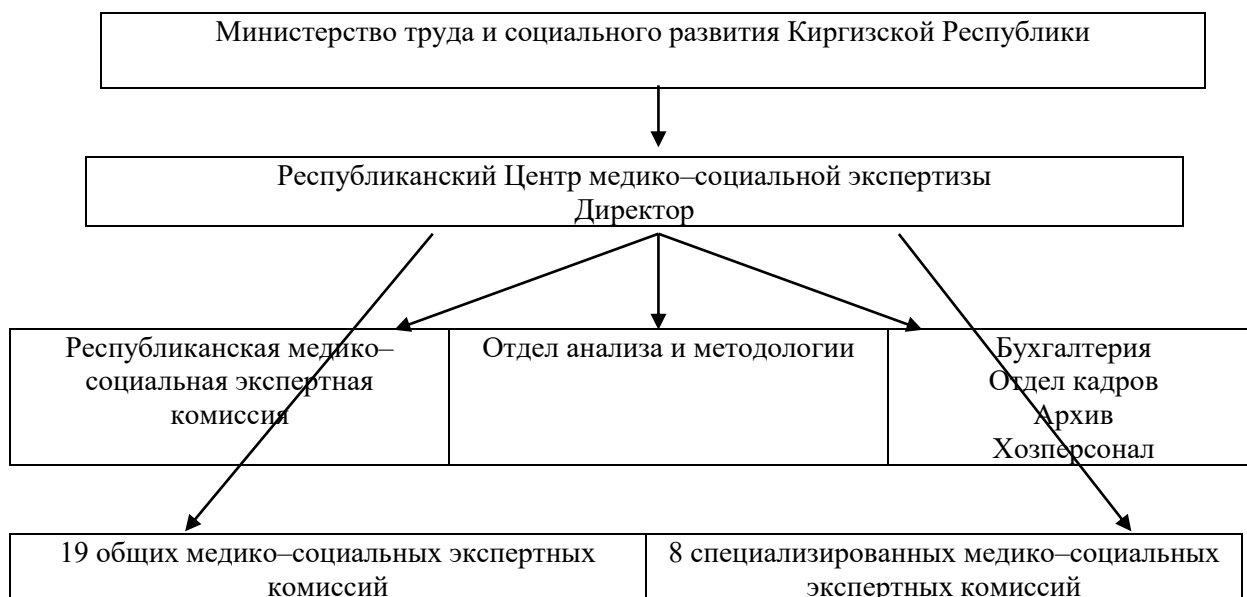 Министерство труда и социального развития Киргизской Республики
Республиканский Центр медико–социальной экспертизы
Директор
Республиканская медико–
социальная экспертная
комиссия
Отдел анализа и методологии
Бухгалтерия
Отдел кадров
Архив
Хозперсонал
19 общих медико–социальных экспертных
комиссий
8 специализированных медико–социальных
экспертных комиссий